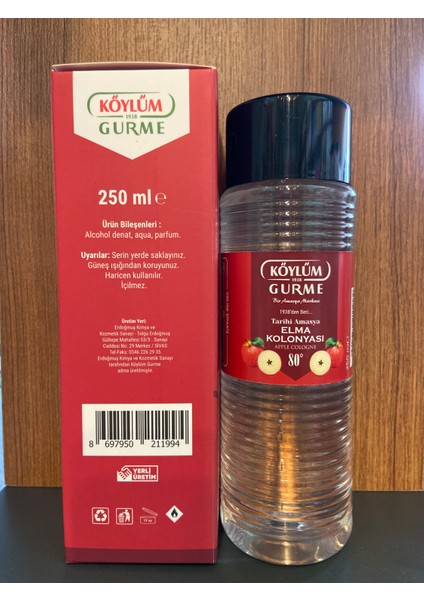 KÖYLÜM
1938
GURME
250 ml e
Ürün Bileşenleri :
Alcohol denat, aqua, parfum.
Uyarılar: Serin yerde saklayınız.
Güneş ışığından koruyunuz.
Haricen kullanılır.
İçilmez.
Üretim Yeri:
Erdoğmuş Kimya ve
Kozmetik Sanayi - Tolga Erdoğmuş
Gültepe Mahallesi 53/3 . Sanayi
Caddesi No: 29 Merkez / SİVAS
Tel-Faks: 0346 226 29 35
Erdoğmuş Kimya ve Kozmetik Sanayi
tarafından Köylüm Gurme
adına üretilmiştir.
8 697950 211994
YERLİ
ÜRETİM
KÖYLÜM
1938
GURME
Bir Amasya Markası
1938'den Beri...
Tarihi Amasya
ELMA
KOLONYASI
APPLE COLOGNE
80°